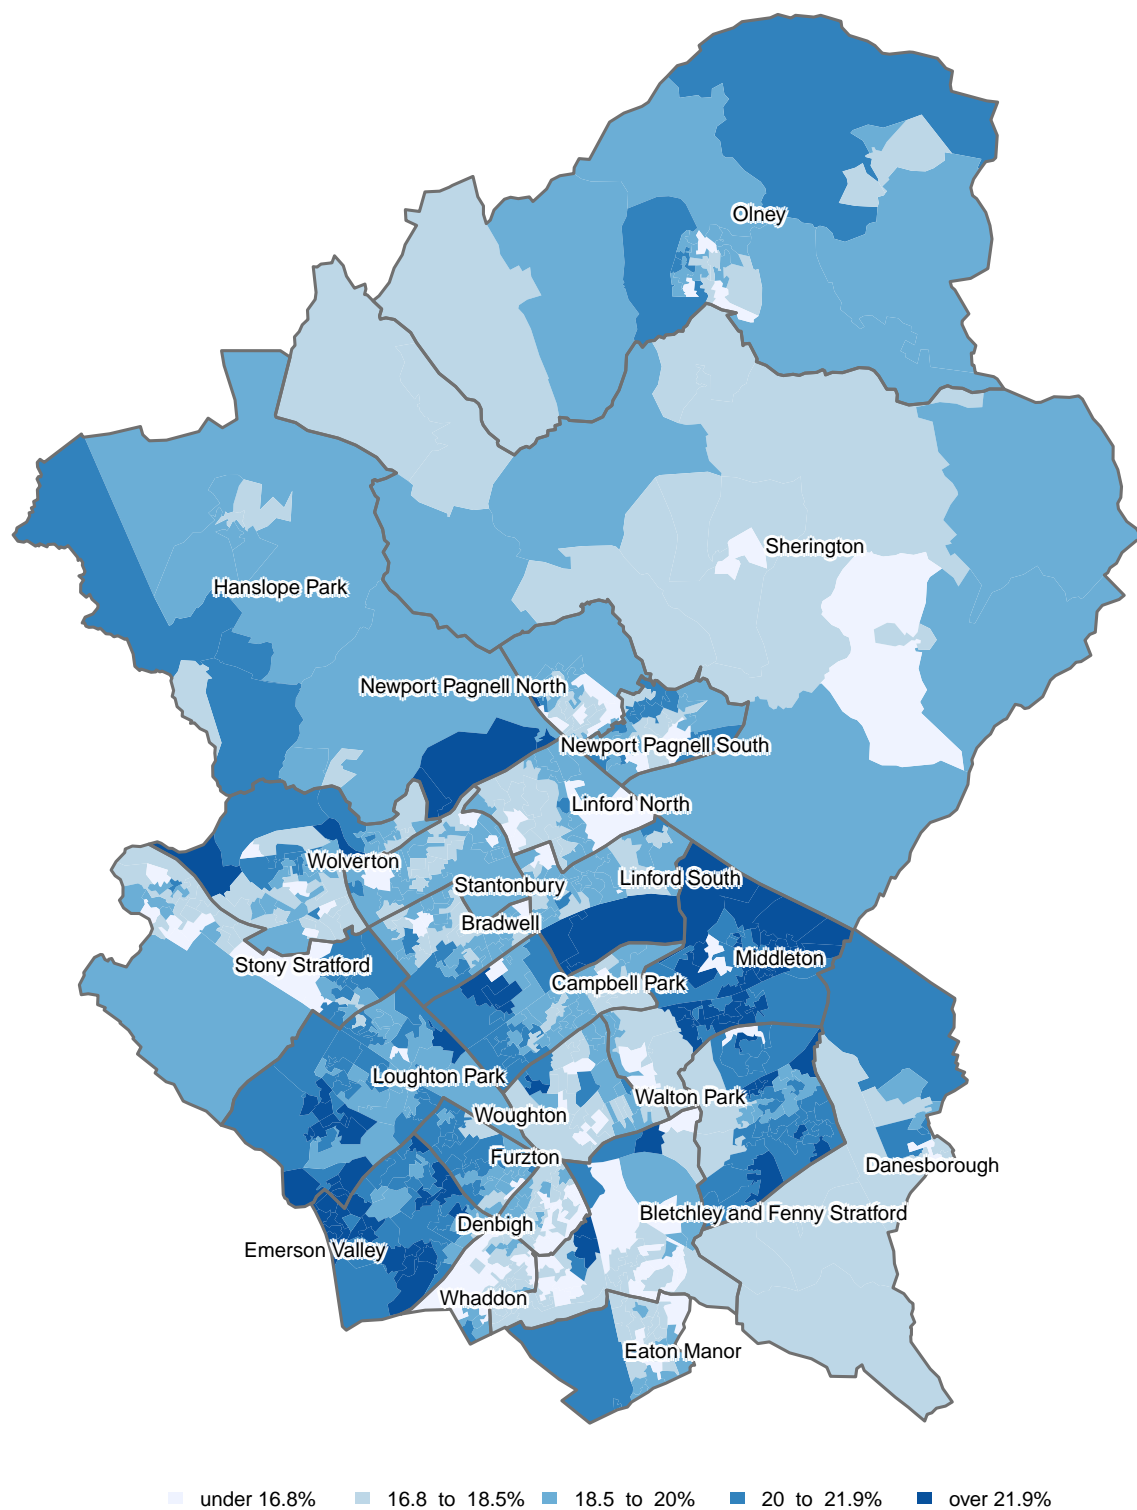 Olney
Sherington
Hanslope Park
Newport Pagnell North
Newport Pagnell South
Linford North
Wolverton
Linford South
Stantonbury
Bradwell
Middleton
Stony Stratford
Campbell Park
Loughton Park
Walton Park
Woughton
Furzton
Danesborough
Bletchley and Fenny Stratford
Denbigh
Emerson Valley
Whaddon
Eaton Manor
under 16.8% 16.8 to 18.5% 18.5 to 20% 20 to 21.9% over 21.9%